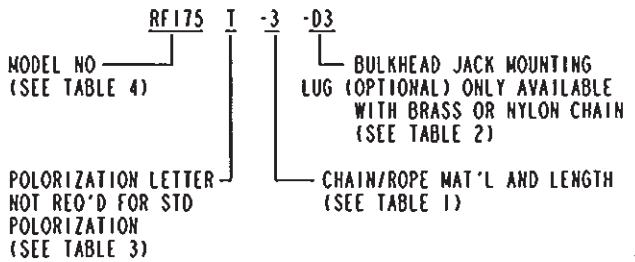 RF175 T -3 -D3
MODEL NO
(SEE TABLE 4)
BULKHEAD JACK MOUNTING
LUG (OPTIONAL) ONLY AVAILABLE
WITH BRASS OR NYLON CHAIN
(SEE TABLE 2)
POLORIZATION LETTER
NOT REQ'D FOR STD
POLORIZATION
(SEE TABLE 3)
CHAIN/ROPE MAT'L AND LENGTH
(SEE TABLE 1)